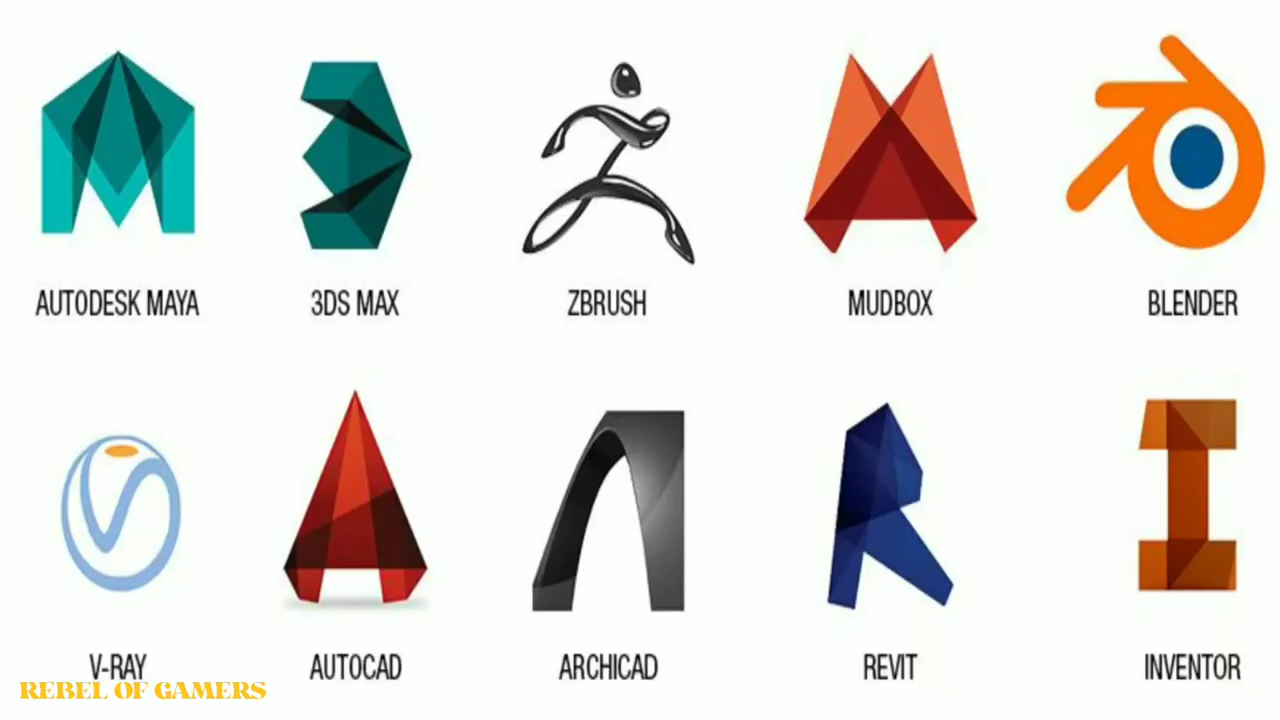 AUTODESK MAYA
3DS MAX
ZBRUSH
MUDBOX
BLENDER
V-RAY
AUTOCAD
ARCHICAD
REVIT
INVENTOR
REBEL OF GAMERS